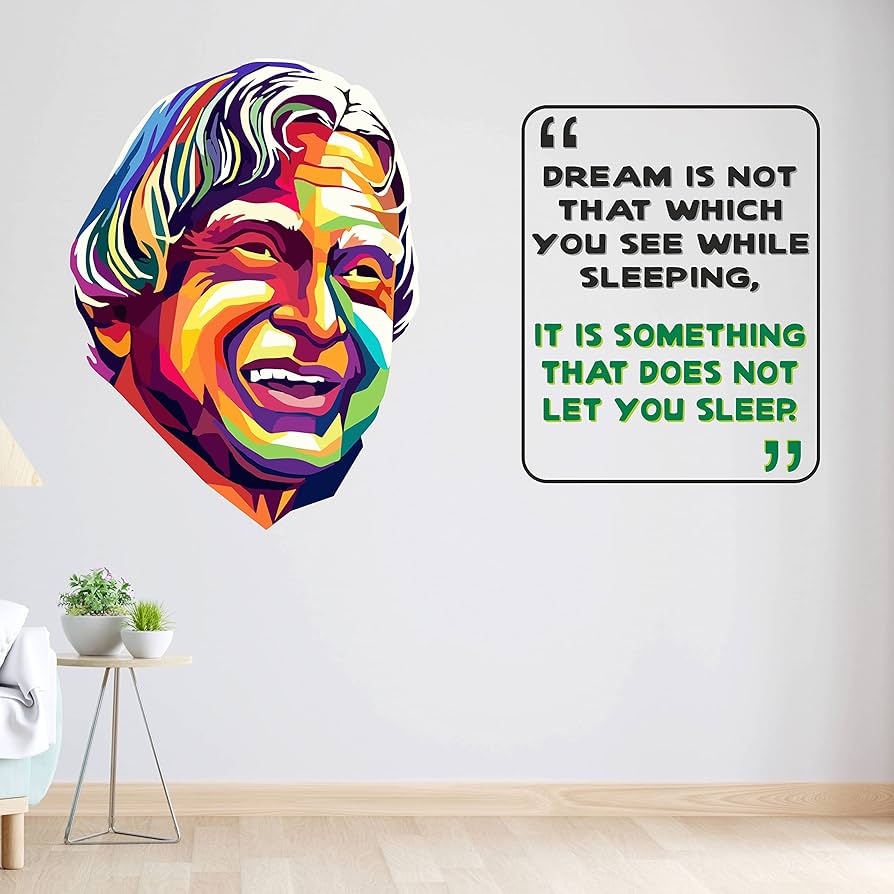 “
DREAM IS NOT
THAT WHICH
YOU SEE WHILE
SLEEPING,
IT IS SOMETHING
THAT DOES NOT
LET YOU SLEEP.
”